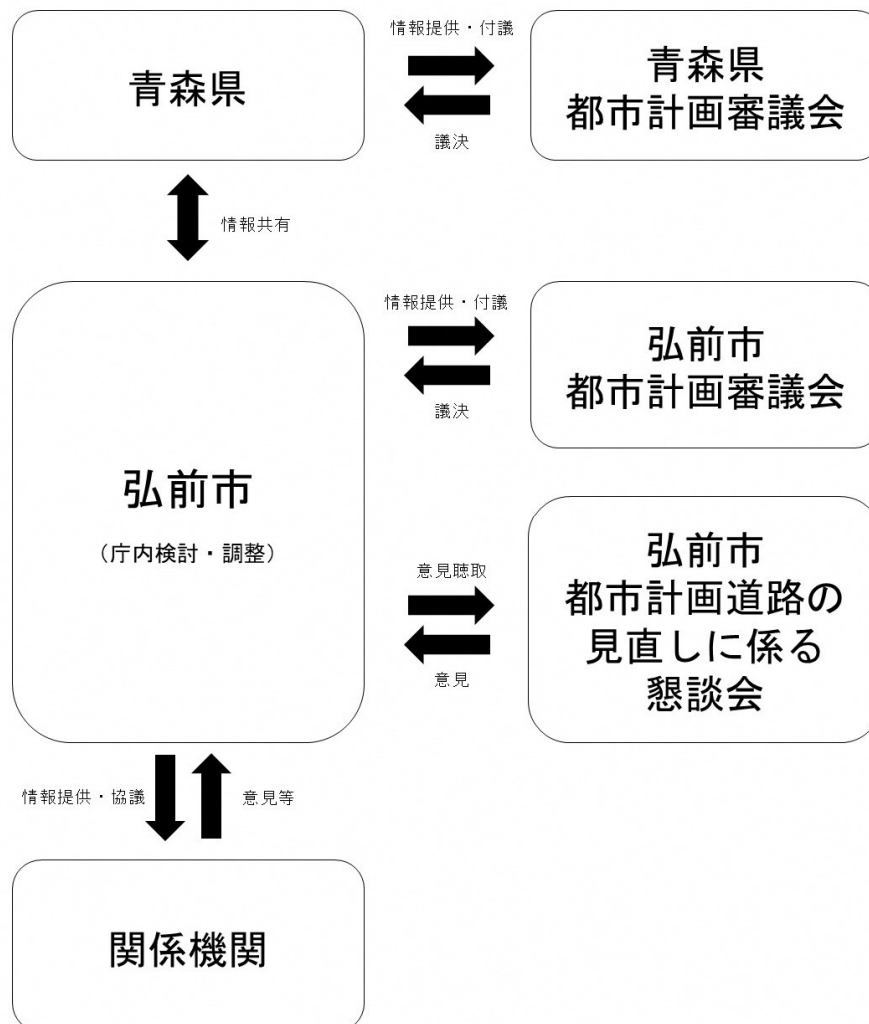 青森県
情報提供・付議
議決
青森県
都市計画審議会
情報共有
弘前市
（庁内検討・調整）
情報提供・付議
議決
弘前市
都市計画審議会
意見聴取
意見
弘前市
都市計画道路の
見直しに係る
懇談会
情報提供・協議
意見等
関係機関